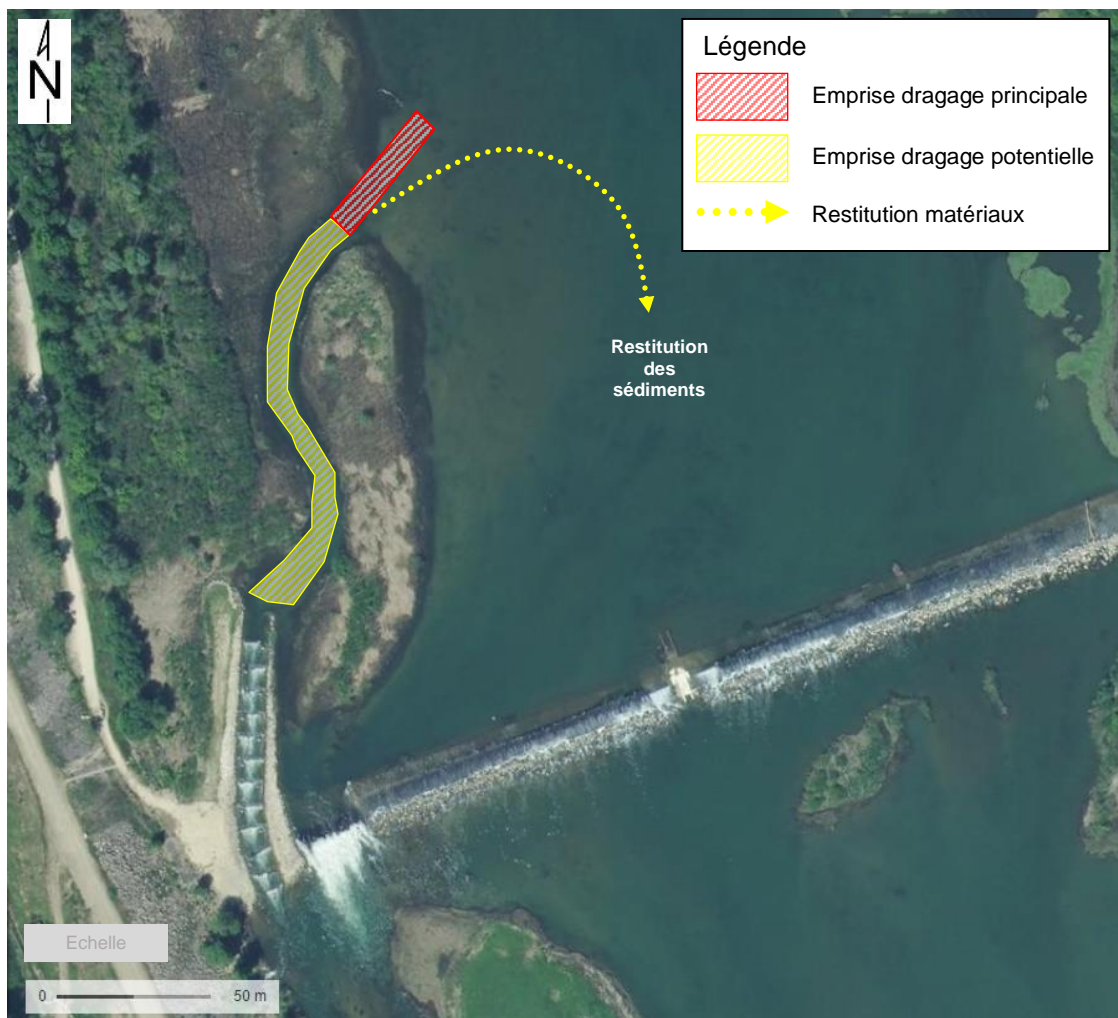 N
Légende
Emprise dragage principale
Emprise dragage potentielle
Restitution matériaux
Restitution
des
sédiments
Echelle
0 50 m